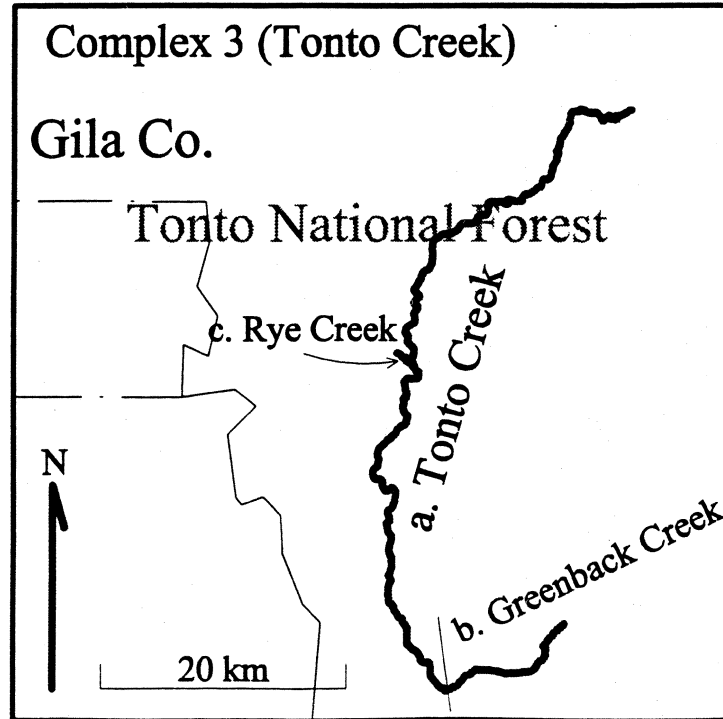 Complex 3 (Tonto Creek)
Gila Co.
Tonto National Forest
c. Rye Creek
a. Tonto Creek
N
b. Greenback Creek
20 km